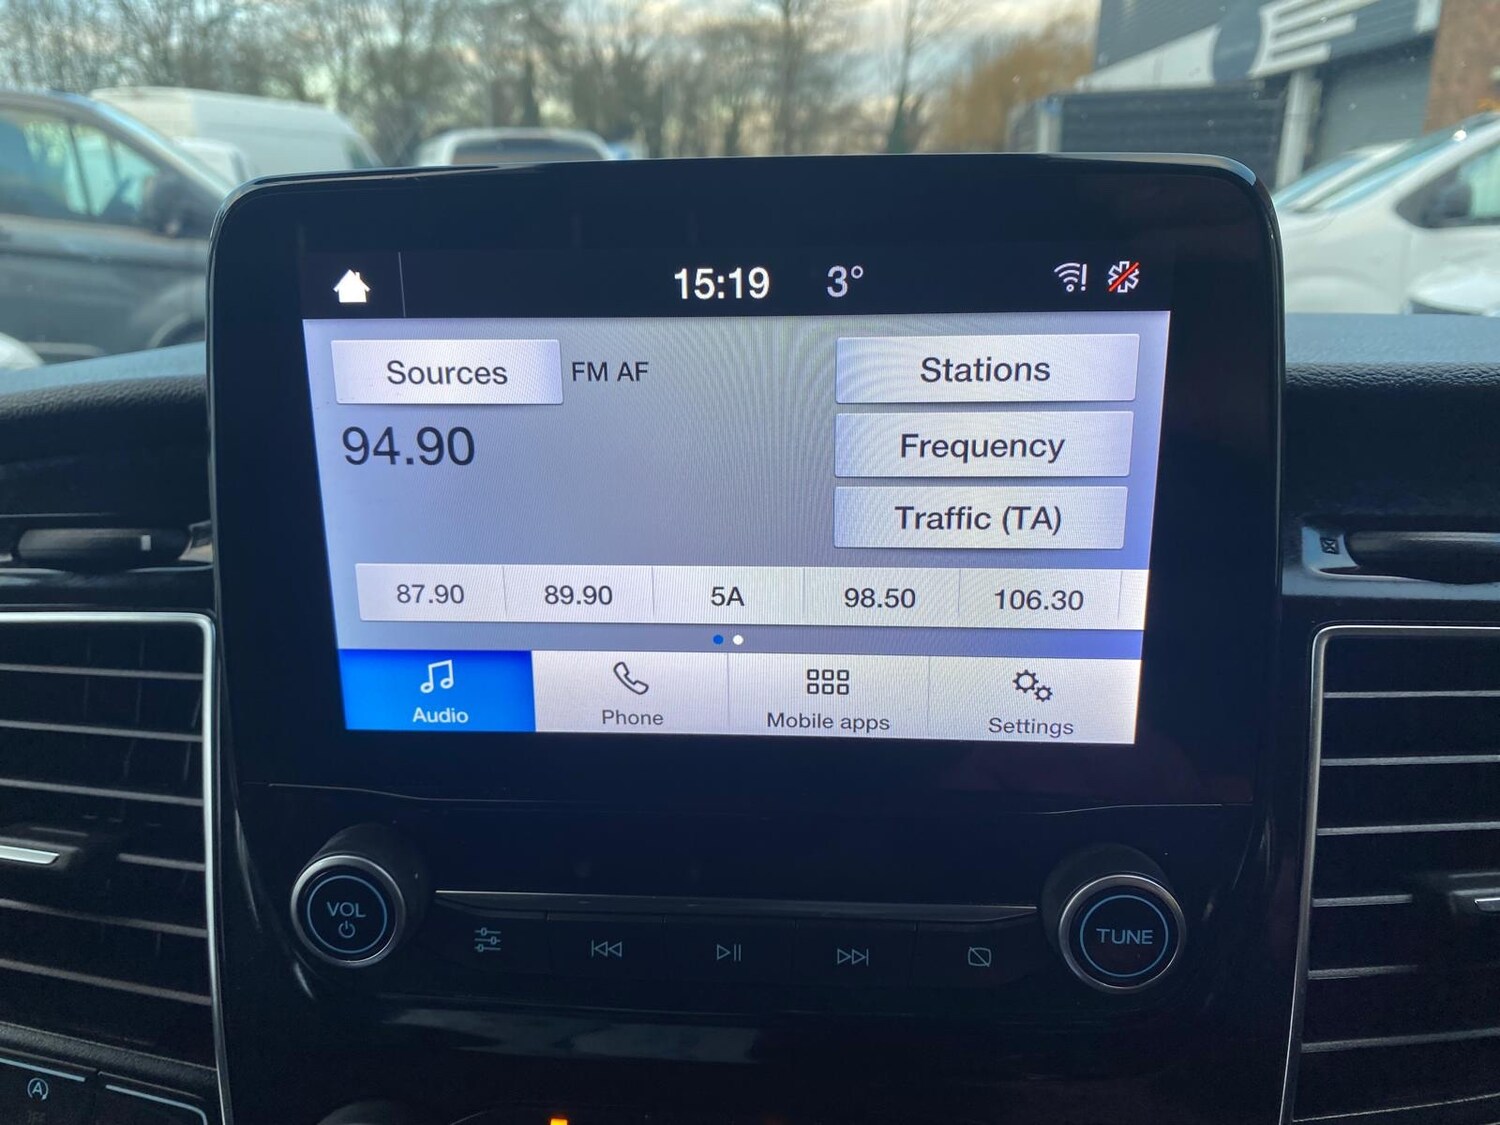 15:19 3°
Sources FM AF Stations
94.90 Frequency
Traffic (TA)
87.90 89.90 5A 98.50 106.30
Audio Phone Mobile apps Settings
VOL TUNE
A